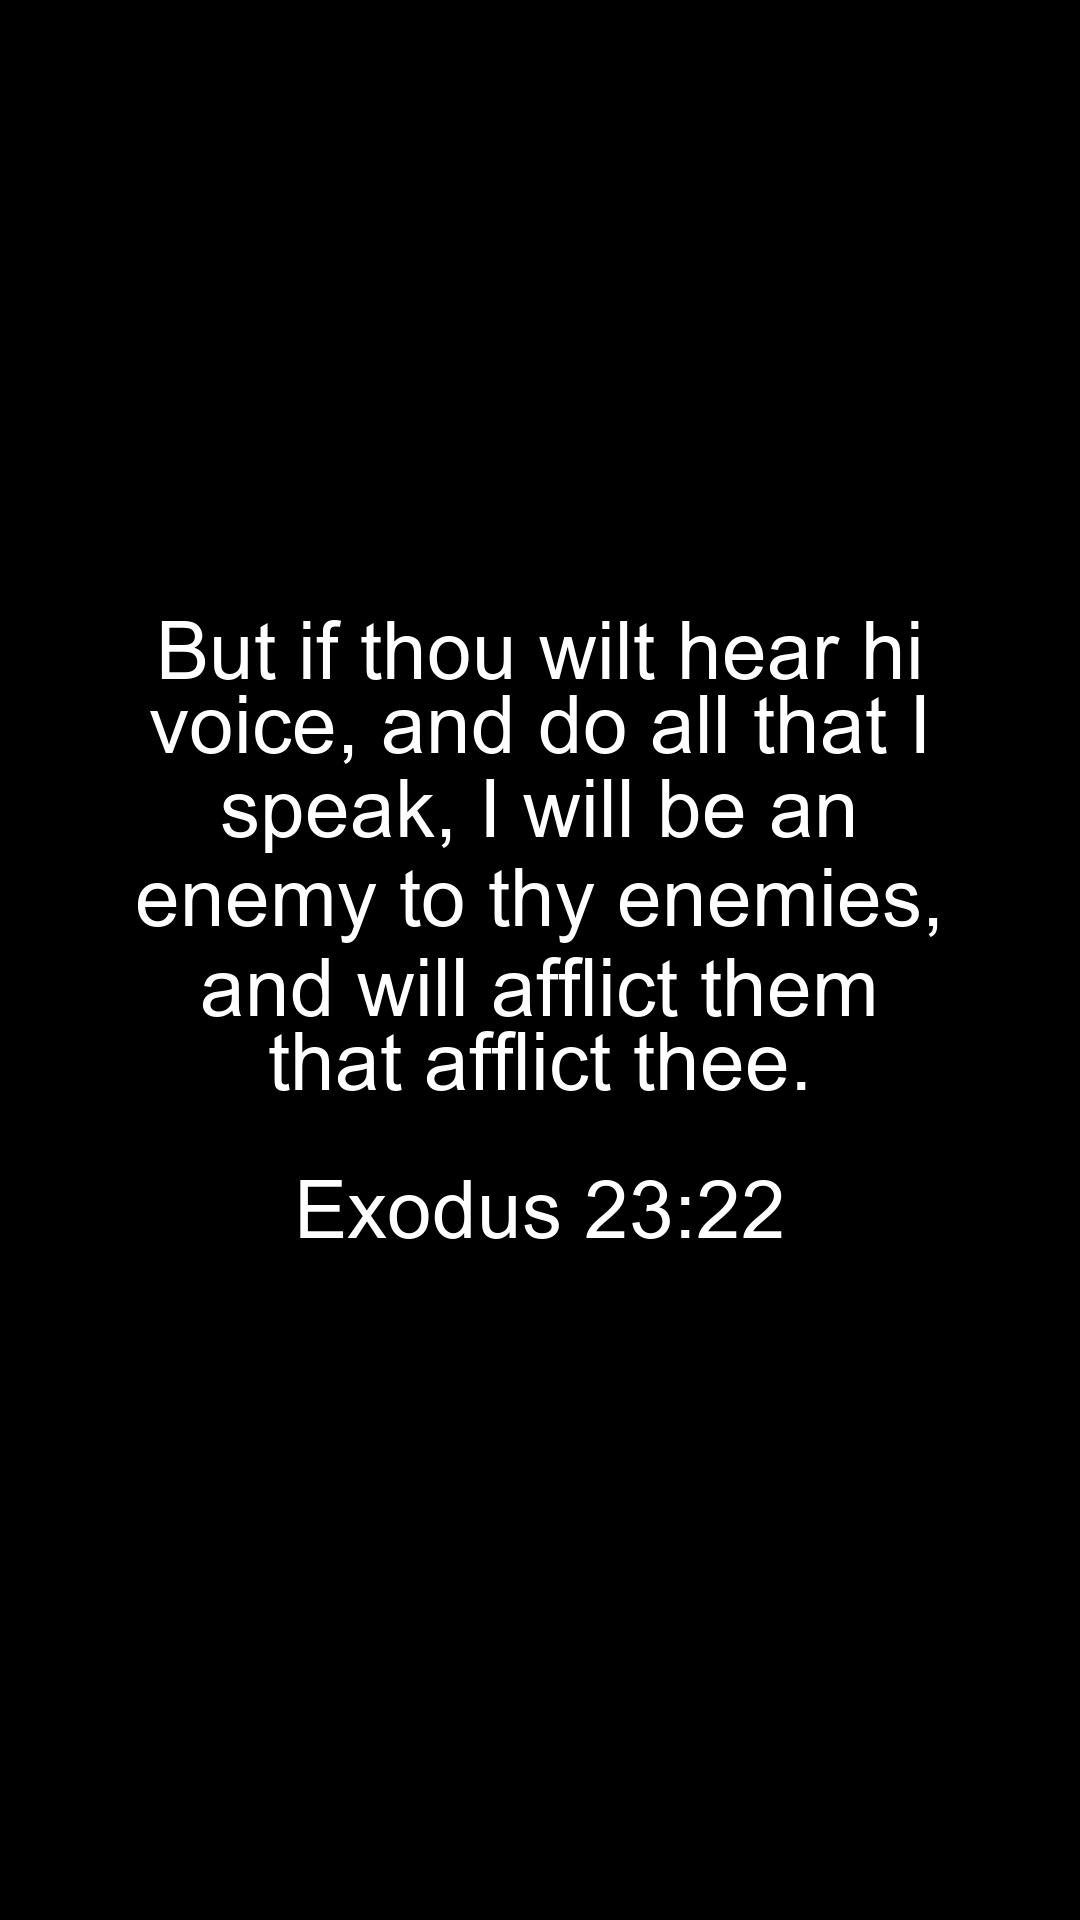 But if thou wilt hear hi
voice, and do all that I
speak, I will be an
enemy to thy enemies,
and will afflict them
that afflict thee.
Exodus 23:22